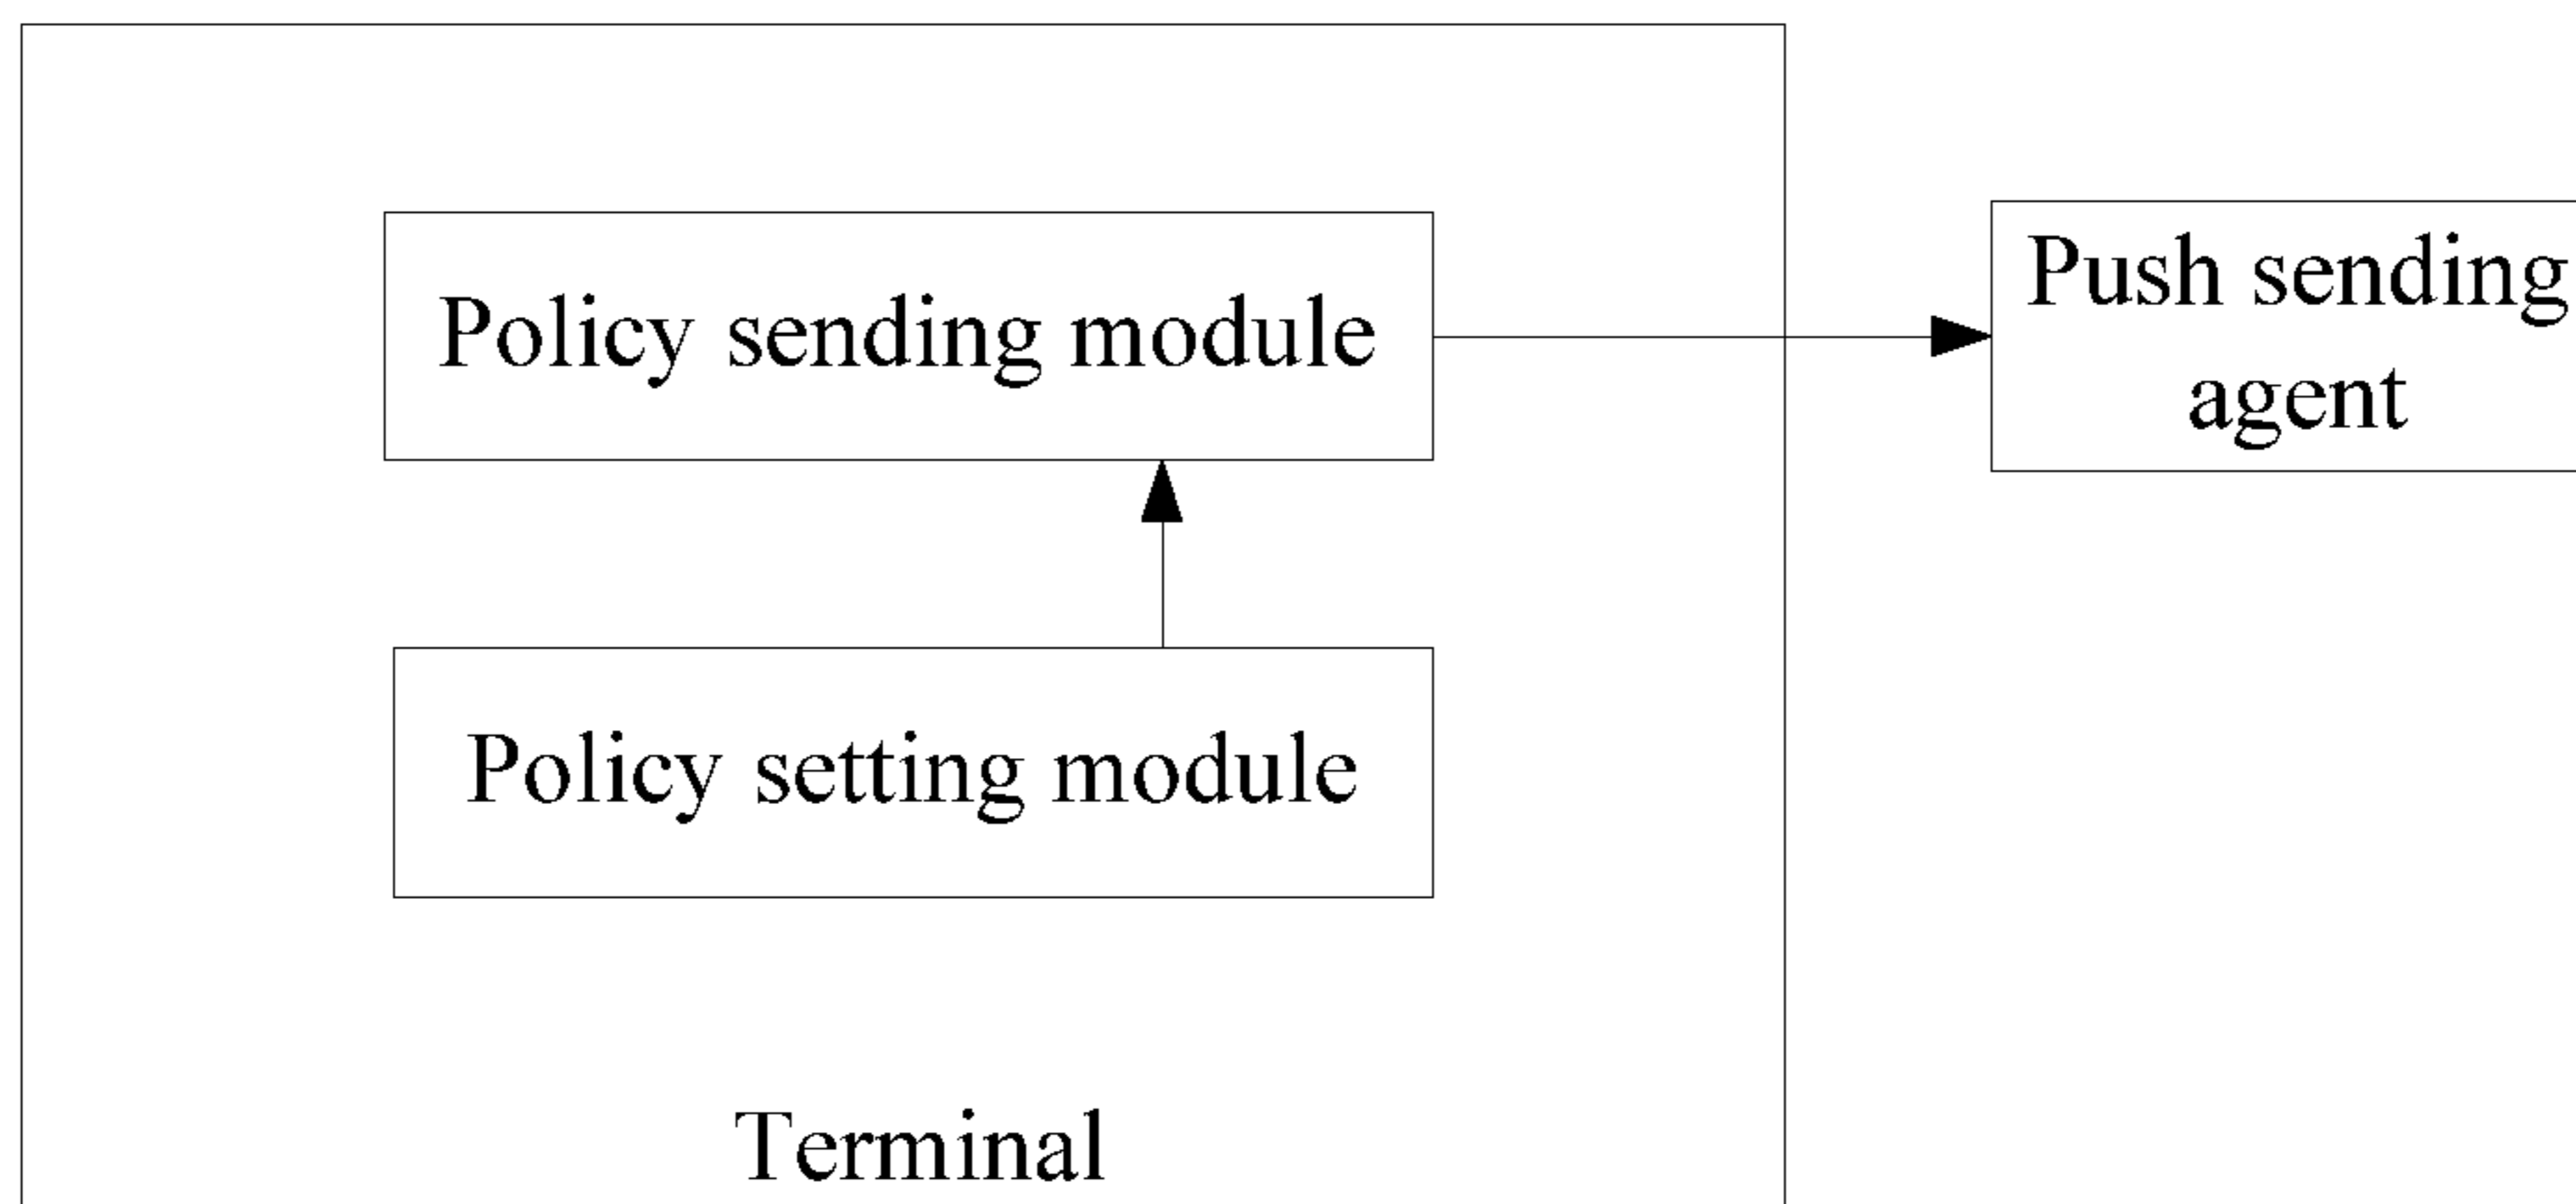 Policy sending module
Push sending
agent
Policy setting module
Terminal